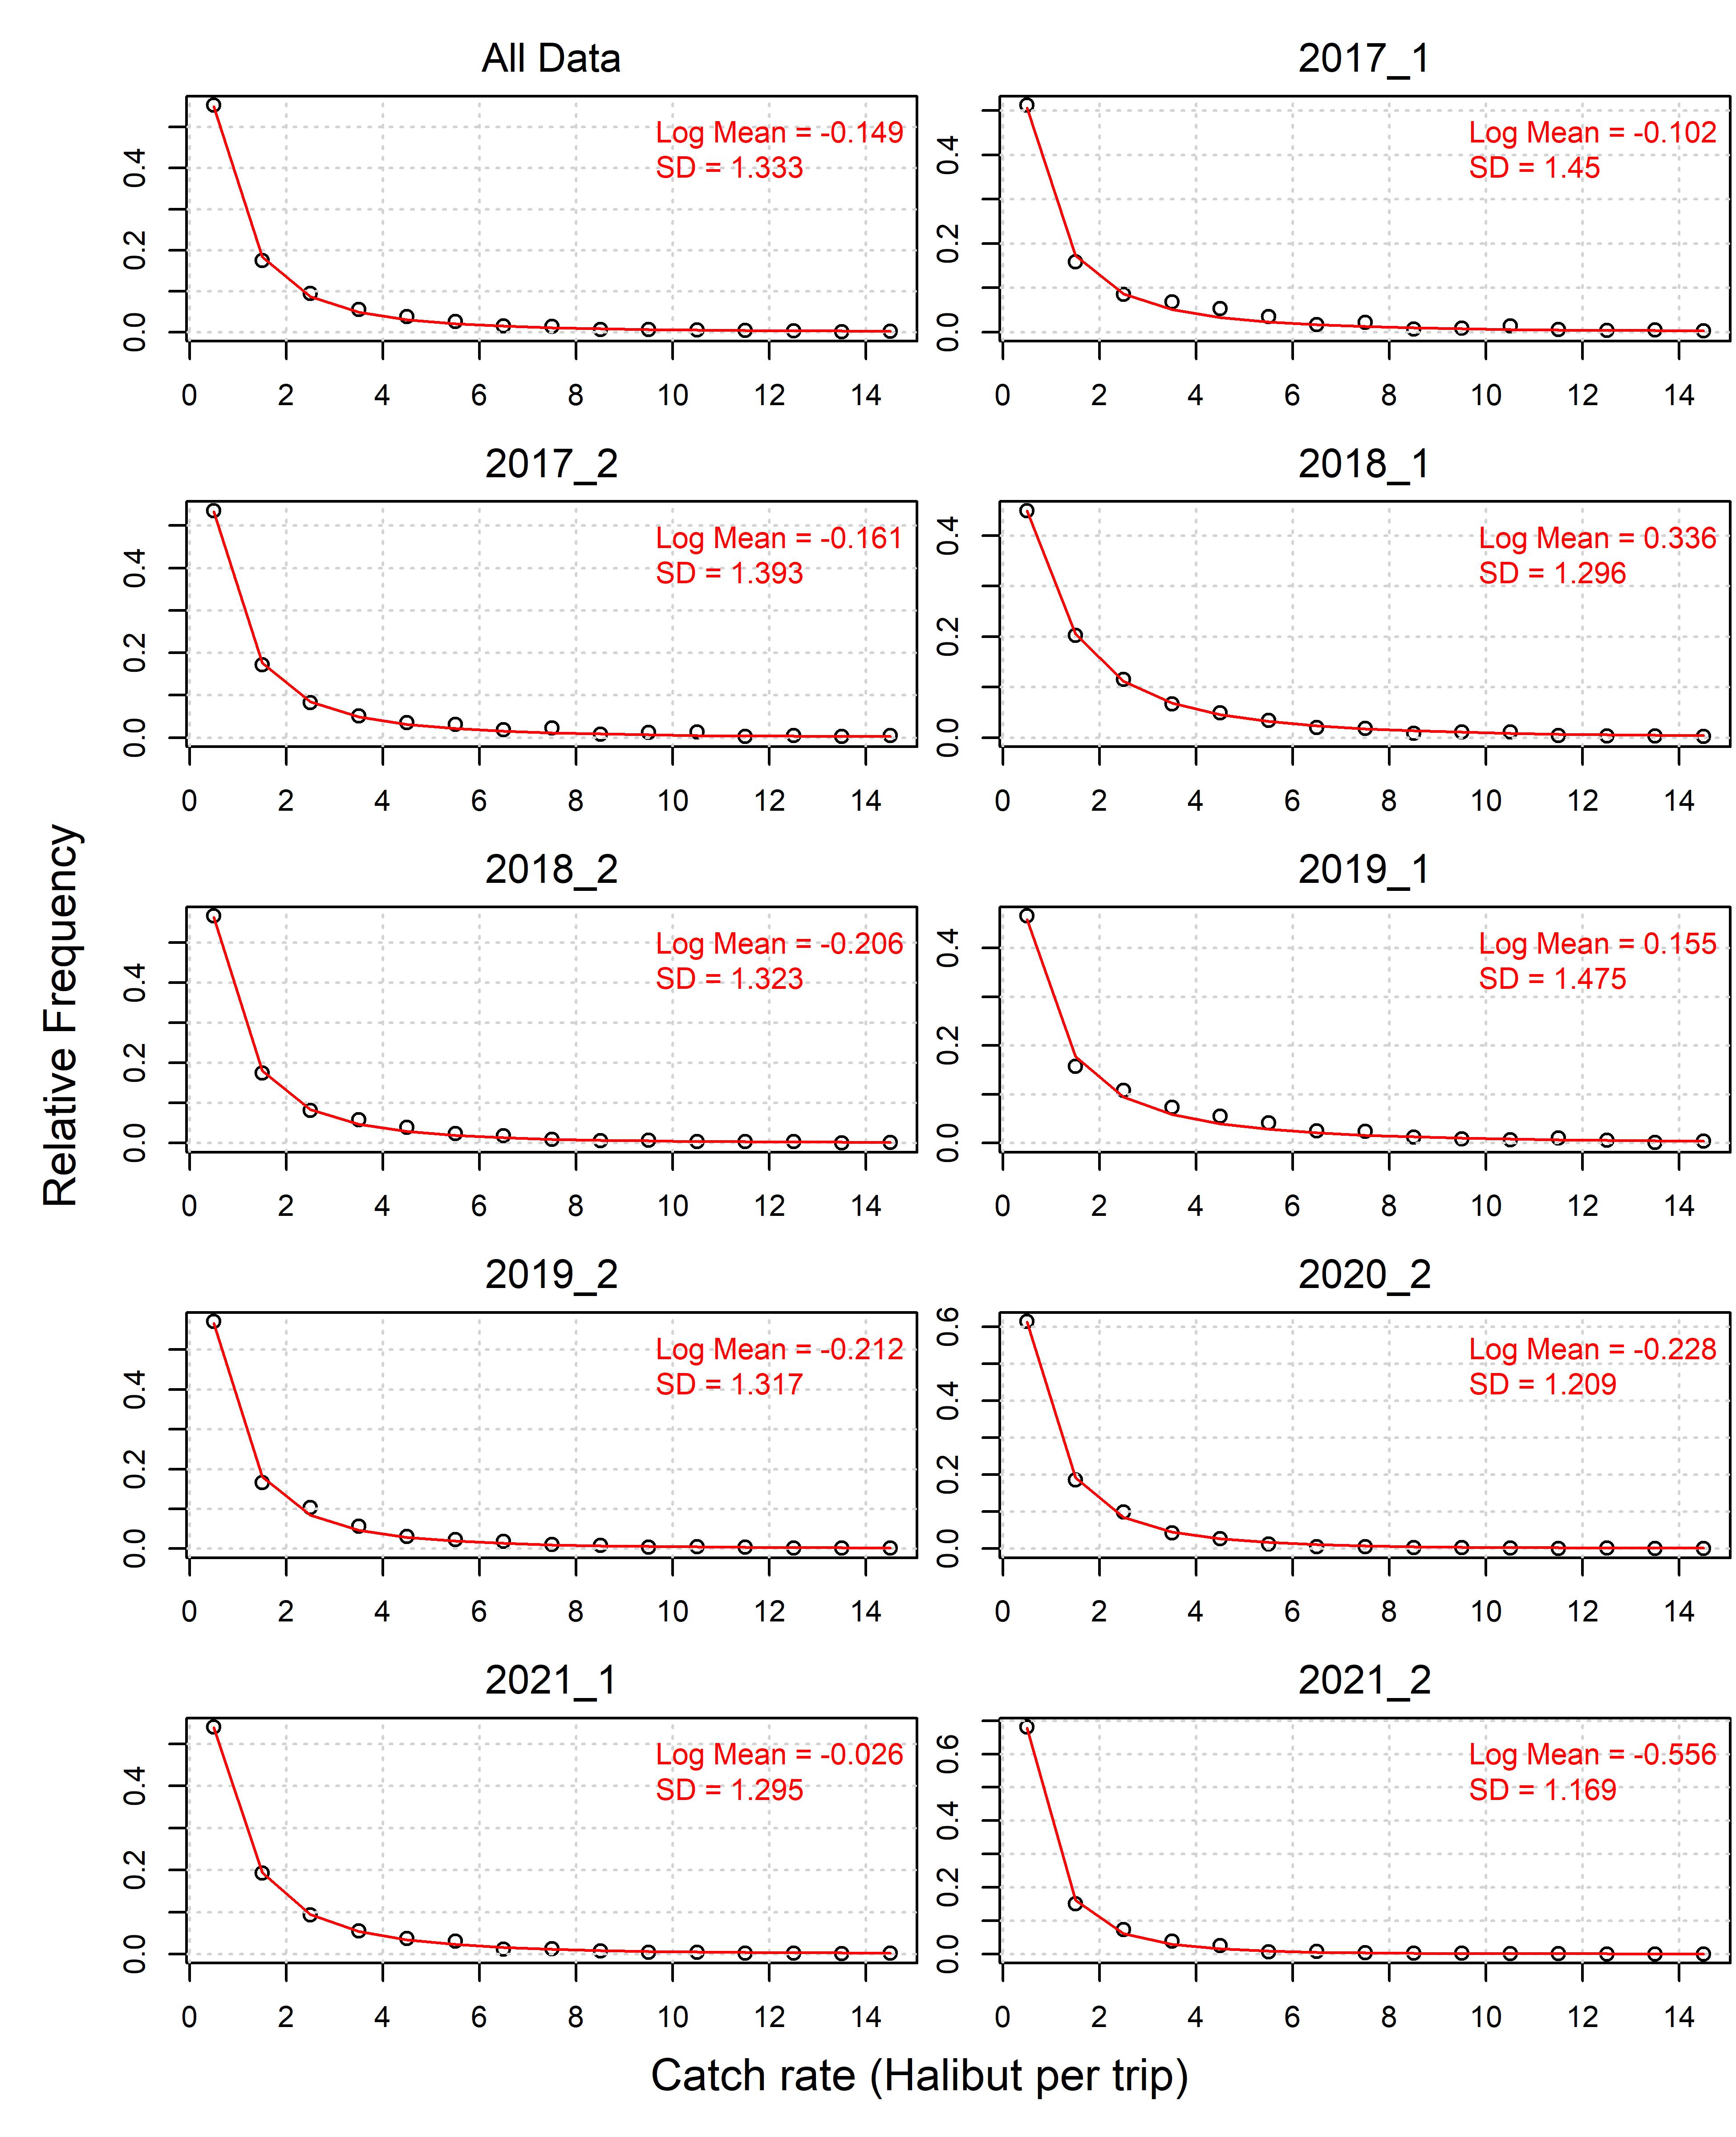 All Data
Log Mean = -0.149
SD = 1.333
0.0 0.2 0.4
0 2 4 6 8 10 12 14
2017_1
Log Mean = -0.102
SD = 1.45
0.0 0.2 0.4
0 2 4 6 8 10 12 14
2017_2
Log Mean = -0.161
SD = 1.393
0.0 0.2 0.4
0 2 4 6 8 10 12 14
2018_1
Log Mean = 0.336
SD = 1.296
0.0 0.2 0.4
0 2 4 6 8 10 12 14
2018_2
Log Mean = -0.206
SD = 1.323
0.0 0.2 0.4
0 2 4 6 8 10 12 14
2019_1
Log Mean = 0.155
SD = 1.475
0.0 0.2 0.4
0 2 4 6 8 10 12 14
2019_2
Log Mean = -0.212
SD = 1.317
0.0 0.2 0.4
0 2 4 6 8 10 12 14
2020_2
Log Mean = -0.228
SD = 1.209
0.0 0.2 0.4 0.6
0 2 4 6 8 10 12 14
2021_1
Log Mean = -0.026
SD = 1.295
0.0 0.2 0.4
0 2 4 6 8 10 12 14
2021_2
Log Mean = -0.556
SD = 1.169
0.0 0.2 0.4 0.6
0 2 4 6 8 10 12 14
Relative Frequency
Catch rate (Halibut per trip)